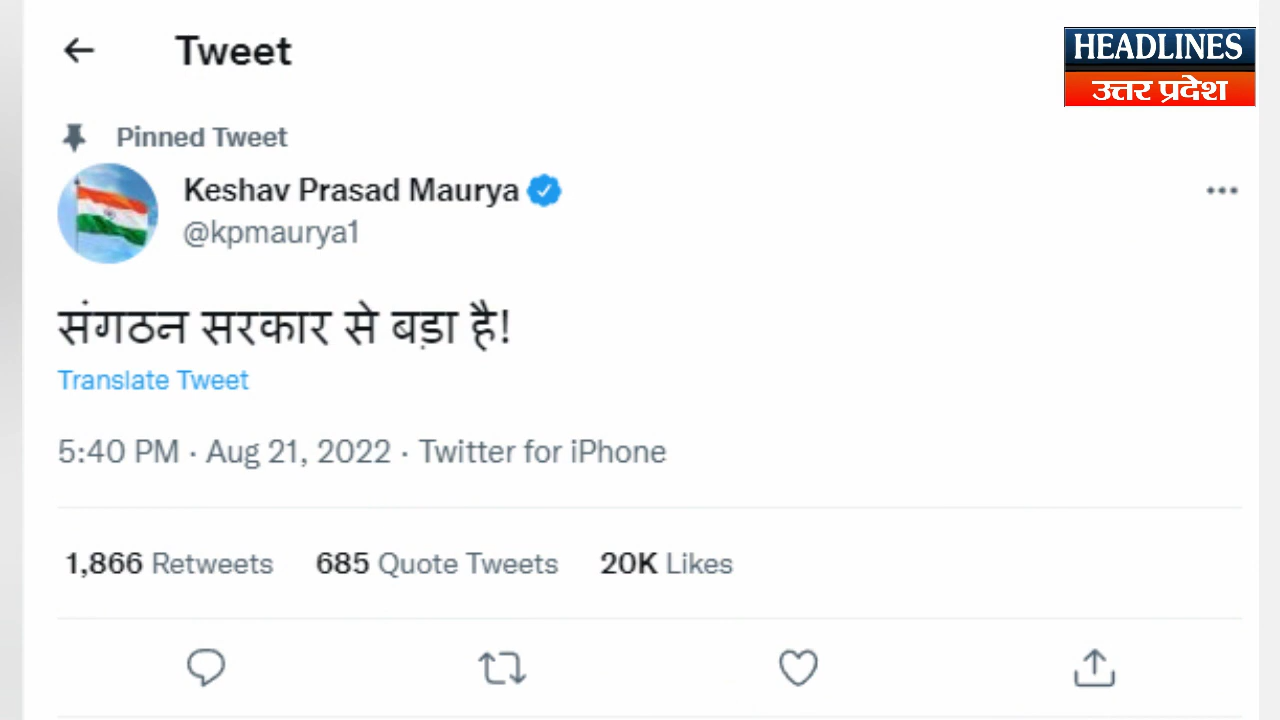 Tweet
HEADLINES
उत्तर प्रदेश
Pinned Tweet
Keshav Prasad Maurya
@kpmaurya1
संगठन सरकार से बड़ा है!
Translate Tweet
5:40 PM · Aug 21, 2022 · Twitter for iPhone
1,866 Retweets 685 Quote Tweets 20K Likes